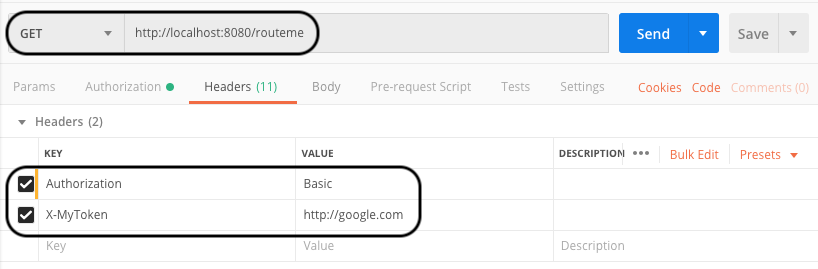 GET http://localhost:8080/routeme Send Save
Params Authorization Headers (11) Body Pre-request Script Tests Settings Cookies Code Comments (0)
Headers (2)
KEY VALUE DESCRIPTION ••• Bulk Edit Presets
Authorization Basic
X-MyToken http://google.com
Key Value Description